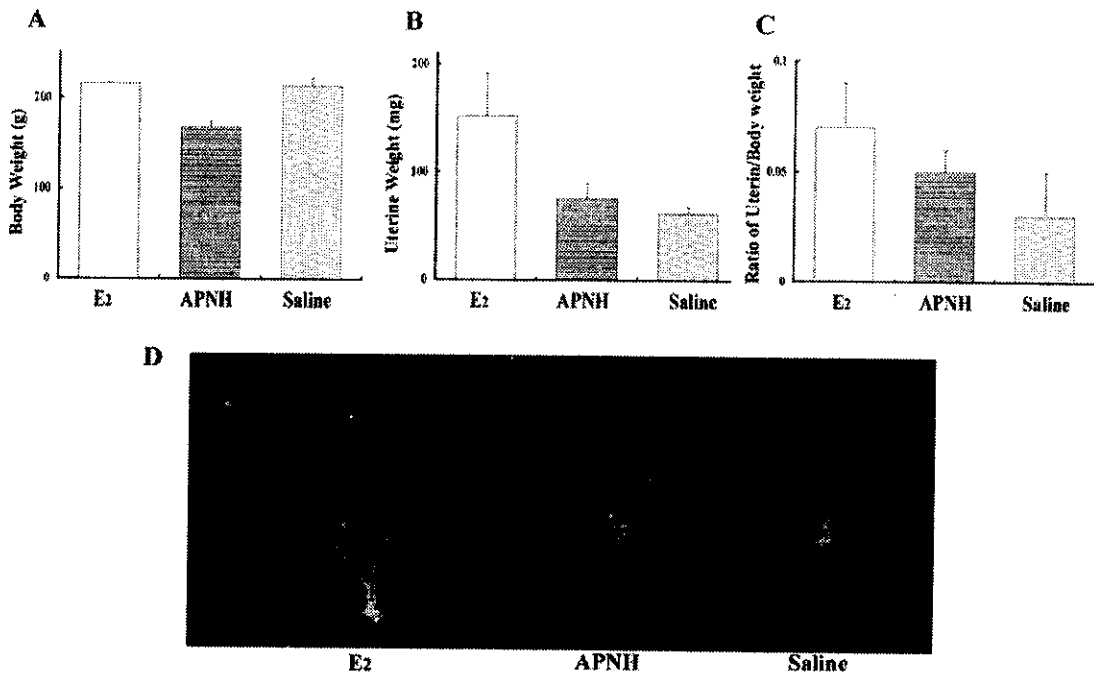 A
Body Weight (g)
200
100
0
E2
APNH
Saline
B
Uterine Weight (mg)
200
100
0
E2
APNH
Saline
C
Ratio of Uterin/Body weight
0.1
0.05
0
E2
APNH
Saline
D
E2
APNH
Saline